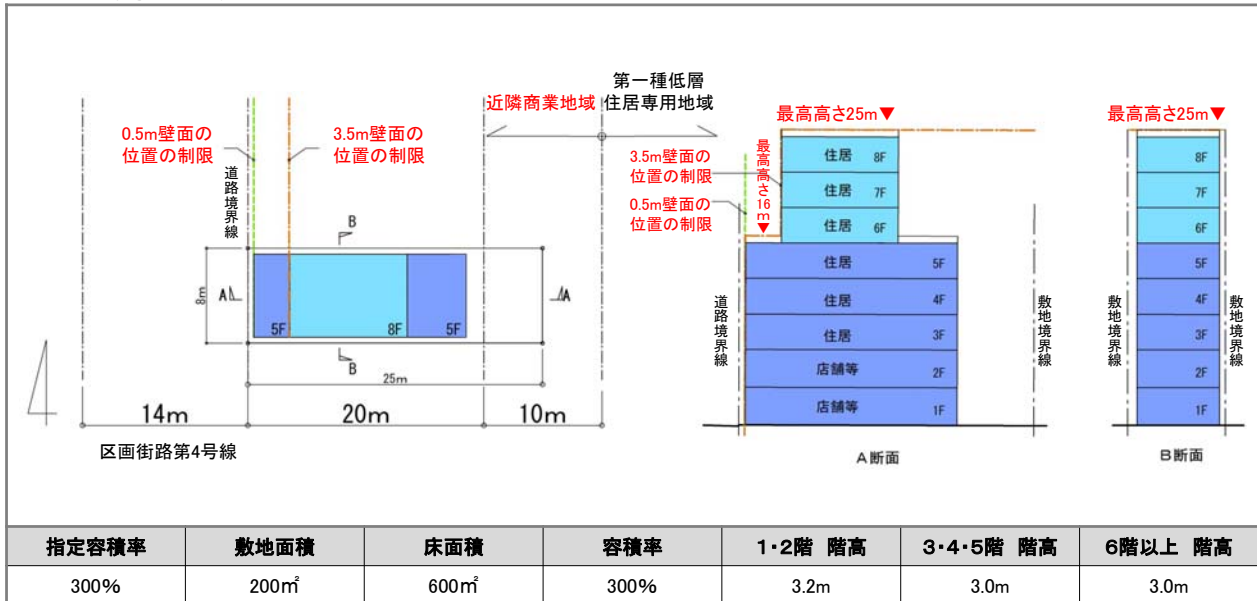 第一種低層
近隣商業地域
住居専用地域
0.5m壁面の
位置の制限
3.5m壁面の
位置の制限
道路境界線
B
8m
A
A
5F
8F
5F
B
25m
14m
20m
10m
区画街路第4号線
最高高さ25m▼
3.5m壁面の
位置の制限
0.5m壁面の
位置の制限
最高高さ16m▼
住居 8F
住居 7F
住居 6F
住居 5F
住居 4F
住居 3F
店舗等 2F
店舗等 1F
道路境界線
敷地境界線
A断面
最高高さ25m▼
8F
7F
6F
5F
4F
3F
2F
1F
敷地境界線
敷地境界線
B断面
指定容積率 敷地面積 床面積 容積率 1・2階 階高 3・4・5階 階高 6階以上 階高
300% 200㎡ 600㎡ 300% 3.2m 3.0m 3.0m